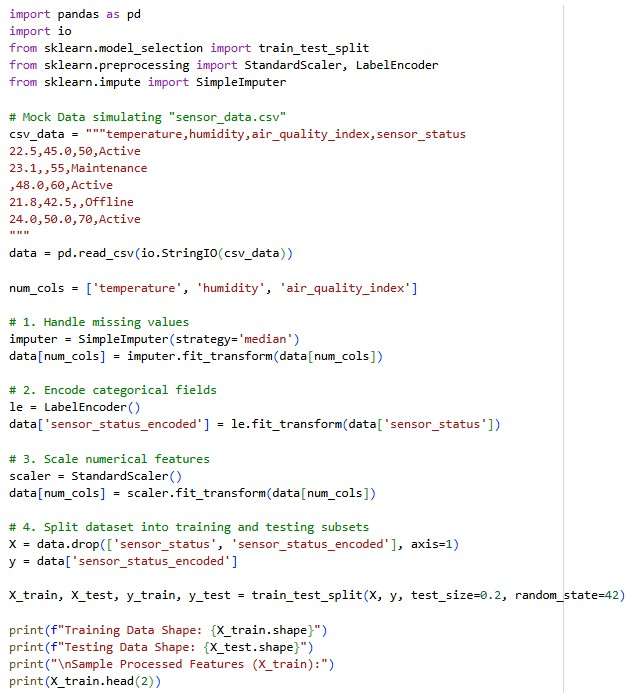 import pandas as pd
import io
from sklearn.model_selection import train_test_split
from sklearn.preprocessing import StandardScaler, LabelEncoder
from sklearn.impute import SimpleImputer

# Mock Data simulating "sensor_data.csv"
csv_data = """temperature,humidity,air_quality_index,sensor_status
22.5,45.0,50,Active
23.1,,55,Maintenance
,48.0,60,Active
21.8,42.5,,Offline
24.0,50.0,70,Active
"""
data = pd.read_csv(io.StringIO(csv_data))

num_cols = ['temperature', 'humidity', 'air_quality_index']

# 1. Handle missing values
imputer = SimpleImputer(strategy='median')
data[num_cols] = imputer.fit_transform(data[num_cols])

# 2. Encode categorical fields
le = LabelEncoder()
data['sensor_status_encoded'] = le.fit_transform(data['sensor_status'])

# 3. Scale numerical features
scaler = StandardScaler()
data[num_cols] = scaler.fit_transform(data[num_cols])

# 4. Split dataset into training and testing subsets
X = data.drop(['sensor_status', 'sensor_status_encoded'], axis=1)
y = data['sensor_status_encoded']

X_train, X_test, y_train, y_test = train_test_split(X, y, test_size=0.2, random_state=42)

print(f"Training Data Shape: {X_train.shape}")
print(f"Testing Data Shape: {X_test.shape}")
print("\nSample Processed Features (X_train):")
print(X_train.head(2))